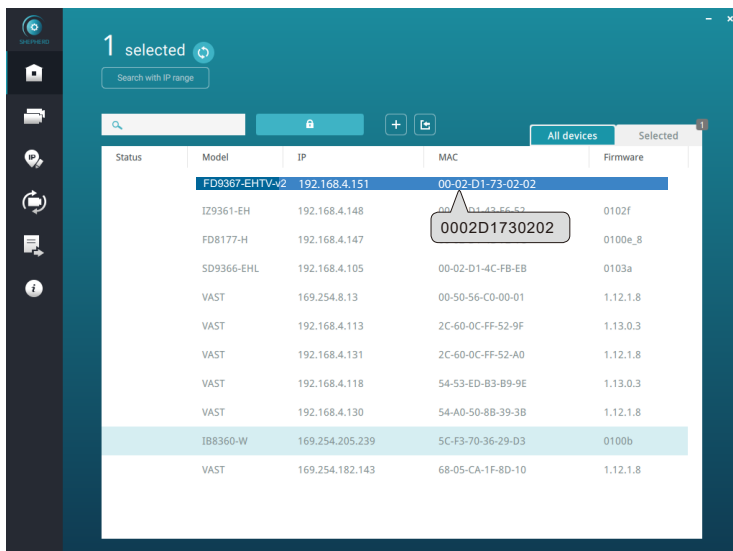 SHEPHERD
1 selected
Search with IP range
All devices
Selected
1
Status Model IP MAC Firmware
FD9367-EHTV-v2 192.168.4.151 00-02-D1-73-02-02
IZ9361-EH 192.168.4.148 0102f
0002D1730202
FD8177-H 192.168.4.147 0100e_8
SD9366-EHL 192.168.4.105 00-02-D1-4C-FB-EB 0103a
VAST 169.254.8.13 00-50-56-C0-00-01 1.12.1.8
VAST 192.168.4.113 2C-60-0C-FF-52-9F 1.13.0.3
VAST 192.168.4.131 2C-60-0C-FF-52-A0 1.12.1.8
VAST 192.168.4.118 54-53-ED-B3-B9-9E 1.13.0.3
VAST 192.168.4.130 54-A0-50-8B-39-3B 1.12.1.8
IB8360-W 169.254.205.239 5C-F3-70-36-29-D3 0100b
VAST 169.254.182.143 68-05-CA-1F-8D-10 1.12.1.8
IP